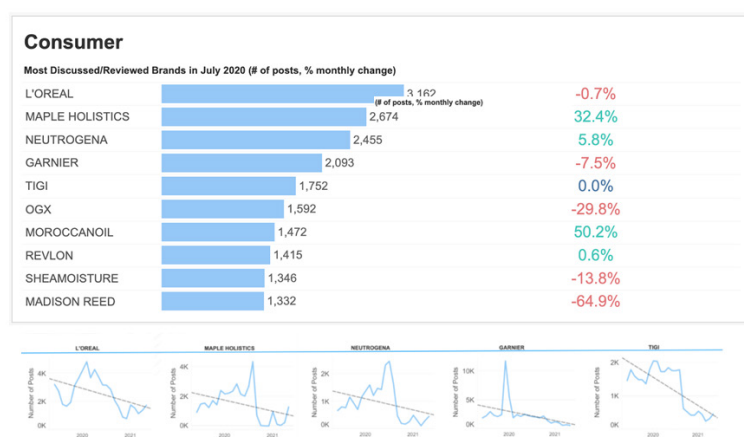 Consumer
Most Discussed/Reviewed Brands in July 2020 (# of posts, % monthly change)
L'OREAL 3,162 -0.7%
(# of posts, % monthly change)
MAPLE HOLISTICS 2,674 32.4%
NEUTROGENA 2,455 5.8%
GARNIER 2,093 -7.5%
TIGI 1,752 0.0%
OGX 1,592 -29.8%
MOROCCANOIL 1,472 50.2%
REVLON 1,415 0.6%
SHEAMOISTURE 1,346 -13.8%
MADISON REED 1,332 -64.9%
L'OREAL MAPLE HOLISTICS NEUTROGENA GARNIER TIGI
Number of Posts 4K 2K 0K 2020 2021
Number of Posts 4K 2K 0K 2020 2021
Number of Posts 2K 1K 0K 2020 2021
Number of Posts 10K 5K 0K 2020 2021
Number of Posts 2K 1K 0K 2020 2021